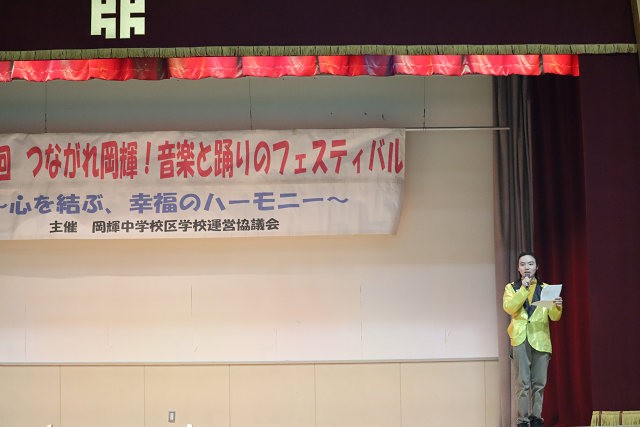 回 つながれ岡輝！音楽と踊りのフェスティバル
～心を結ぶ、幸福のハーモニー～
主催 岡輝中学校区学校運営協議会